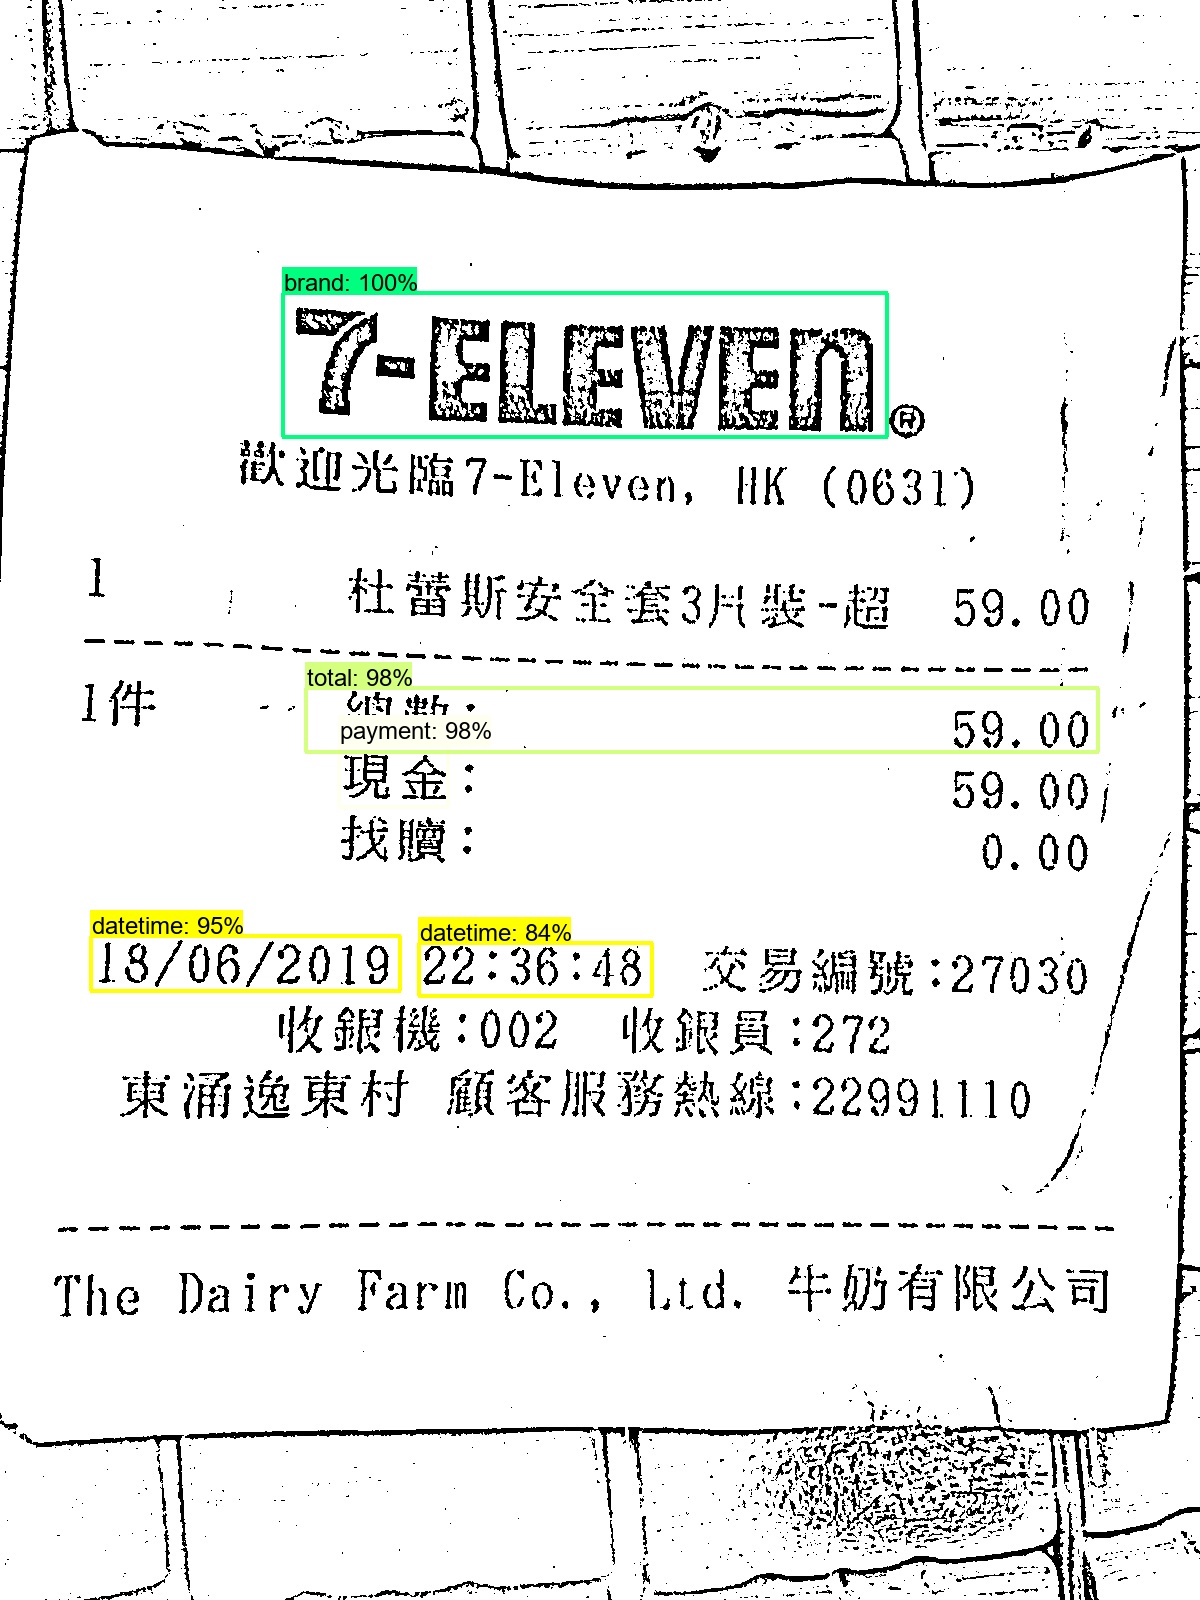 brand: 100%
7-ELEVEn®
歡迎光臨7-Eleven, HK (0631)
1 杜蕾斯安全套3片裝-超 59.00
total: 98%
1件 總數: 59.00
payment: 98%
現金: 59.00
找贖: 0.00
datetime: 95% datetime: 84%
18/06/2019 22:36:48 交易編號:27030
收銀機:002 收銀員:272
東涌逸東村 顧客服務熱線:22991110
The Dairy Farm Co., Ltd. 牛奶有限公司